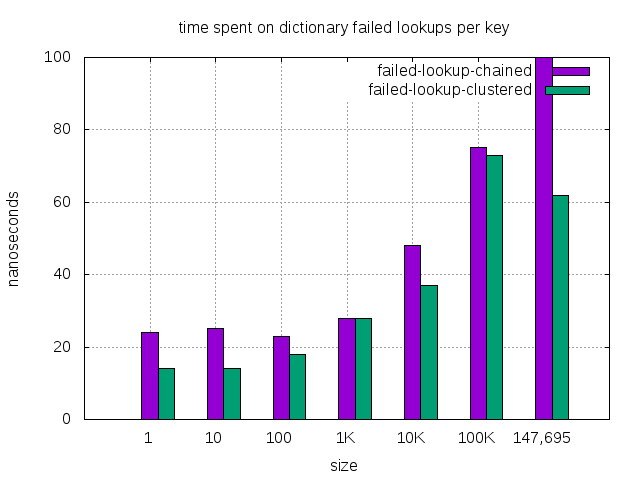 time spent on dictionary failed lookups per key
100
failed-lookup-chained
failed-lookup-clustered
80
60
nanoseconds
40
20
0
1 10 100 1K 10K 100K 147,695
size